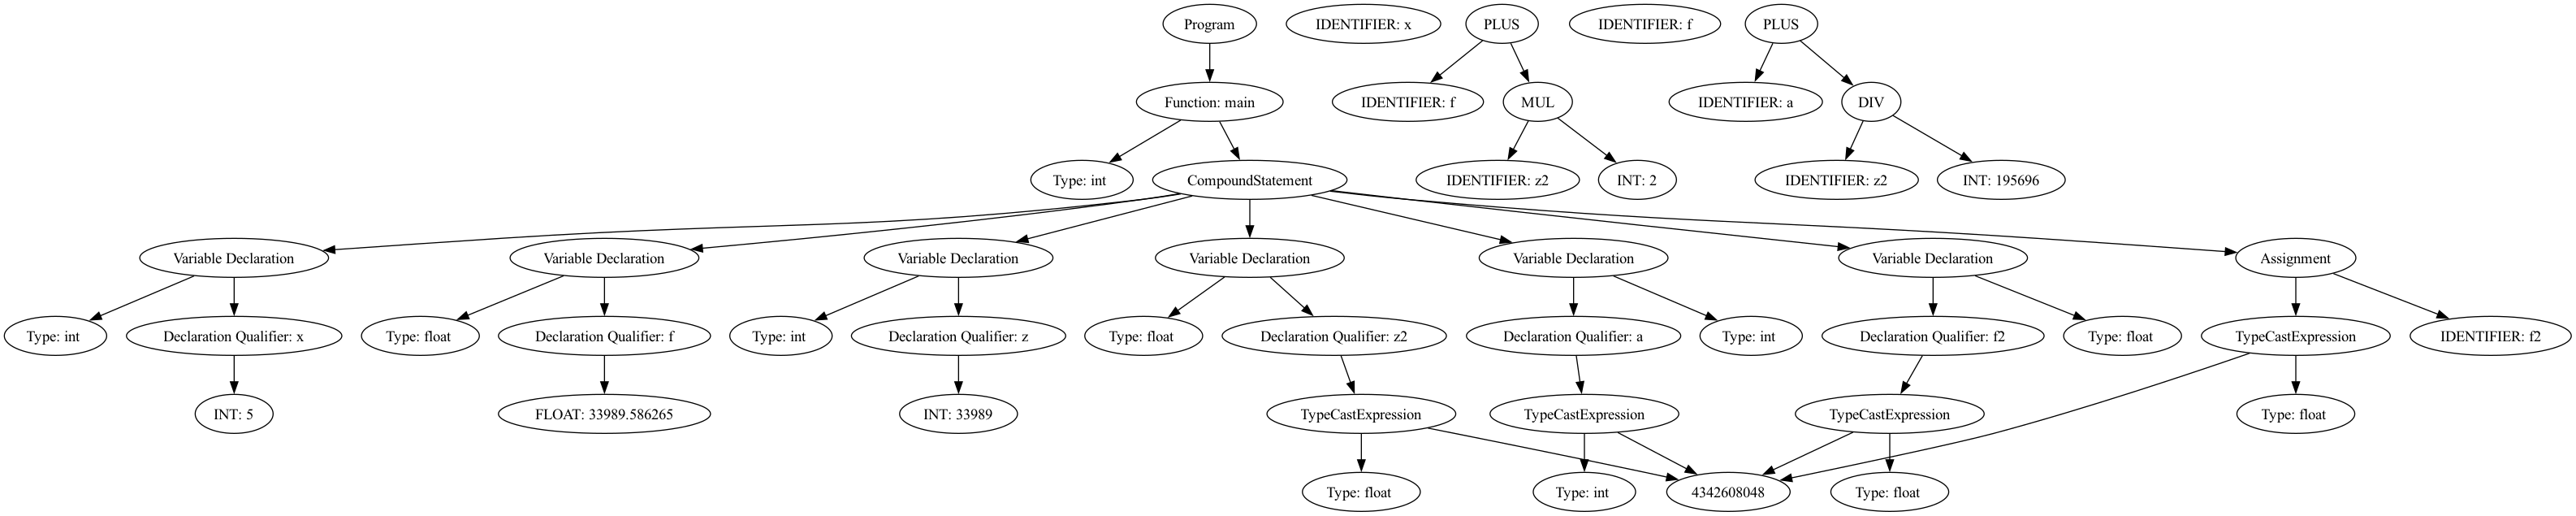 Program
IDENTIFIER: x
PLUS
IDENTIFIER: f
PLUS
Function: main
IDENTIFIER: f
MUL
IDENTIFIER: a
DIV
Type: int
CompoundStatement
IDENTIFIER: z2
INT: 2
IDENTIFIER: z2
INT: 195696
Variable Declaration
Variable Declaration
Variable Declaration
Variable Declaration
Variable Declaration
Variable Declaration
Assignment
Type: int
Declaration Qualifier: x
Type: float
Declaration Qualifier: f
Type: int
Declaration Qualifier: z
Type: float
Declaration Qualifier: z2
Declaration Qualifier: a
Type: int
Declaration Qualifier: f2
Type: float
TypeCastExpression
IDENTIFIER: f2
INT: 5
FLOAT: 33989.586265
INT: 33989
TypeCastExpression
TypeCastExpression
TypeCastExpression
Type: float
Type: float
Type: int
4342608048
Type: float